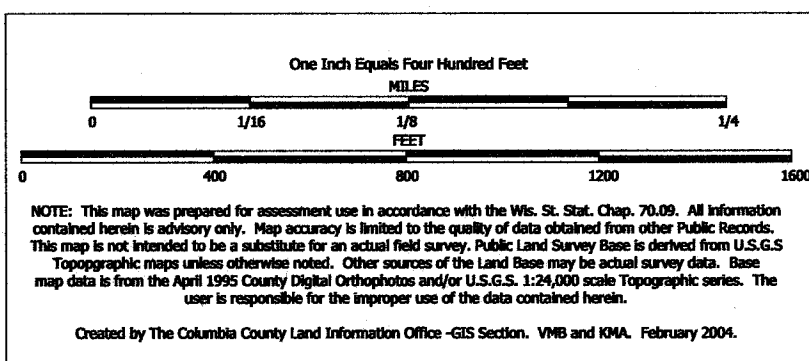 One Inch Equals Four Hundred Feet
MILES
0 1/16 1/8 1/4
FEET
0 400 800 1200 1600
NOTE: This map was prepared for assessment use in accordance with the Wis. St. Stat. Chap. 70.09. All information
contained herein is advisory only. Map accuracy is limited to the quality of data obtained from other Public Records.
This map is not intended to be a substitute for an actual field survey. Public Land Survey Base is derived from U.S.G.S
Topopgraphic maps unless otherwise noted. Other sources of the Land Base may be actual survey data. Base
map data is from the April 1995 County Digital Orthophotos and/or U.S.G.S. 1:24,000 scale Topographic series. The
user is responsible for the improper use of the data contained herein.
Created by The Columbia County Land Information Office -GIS Section. VMB and KMA. February 2004.